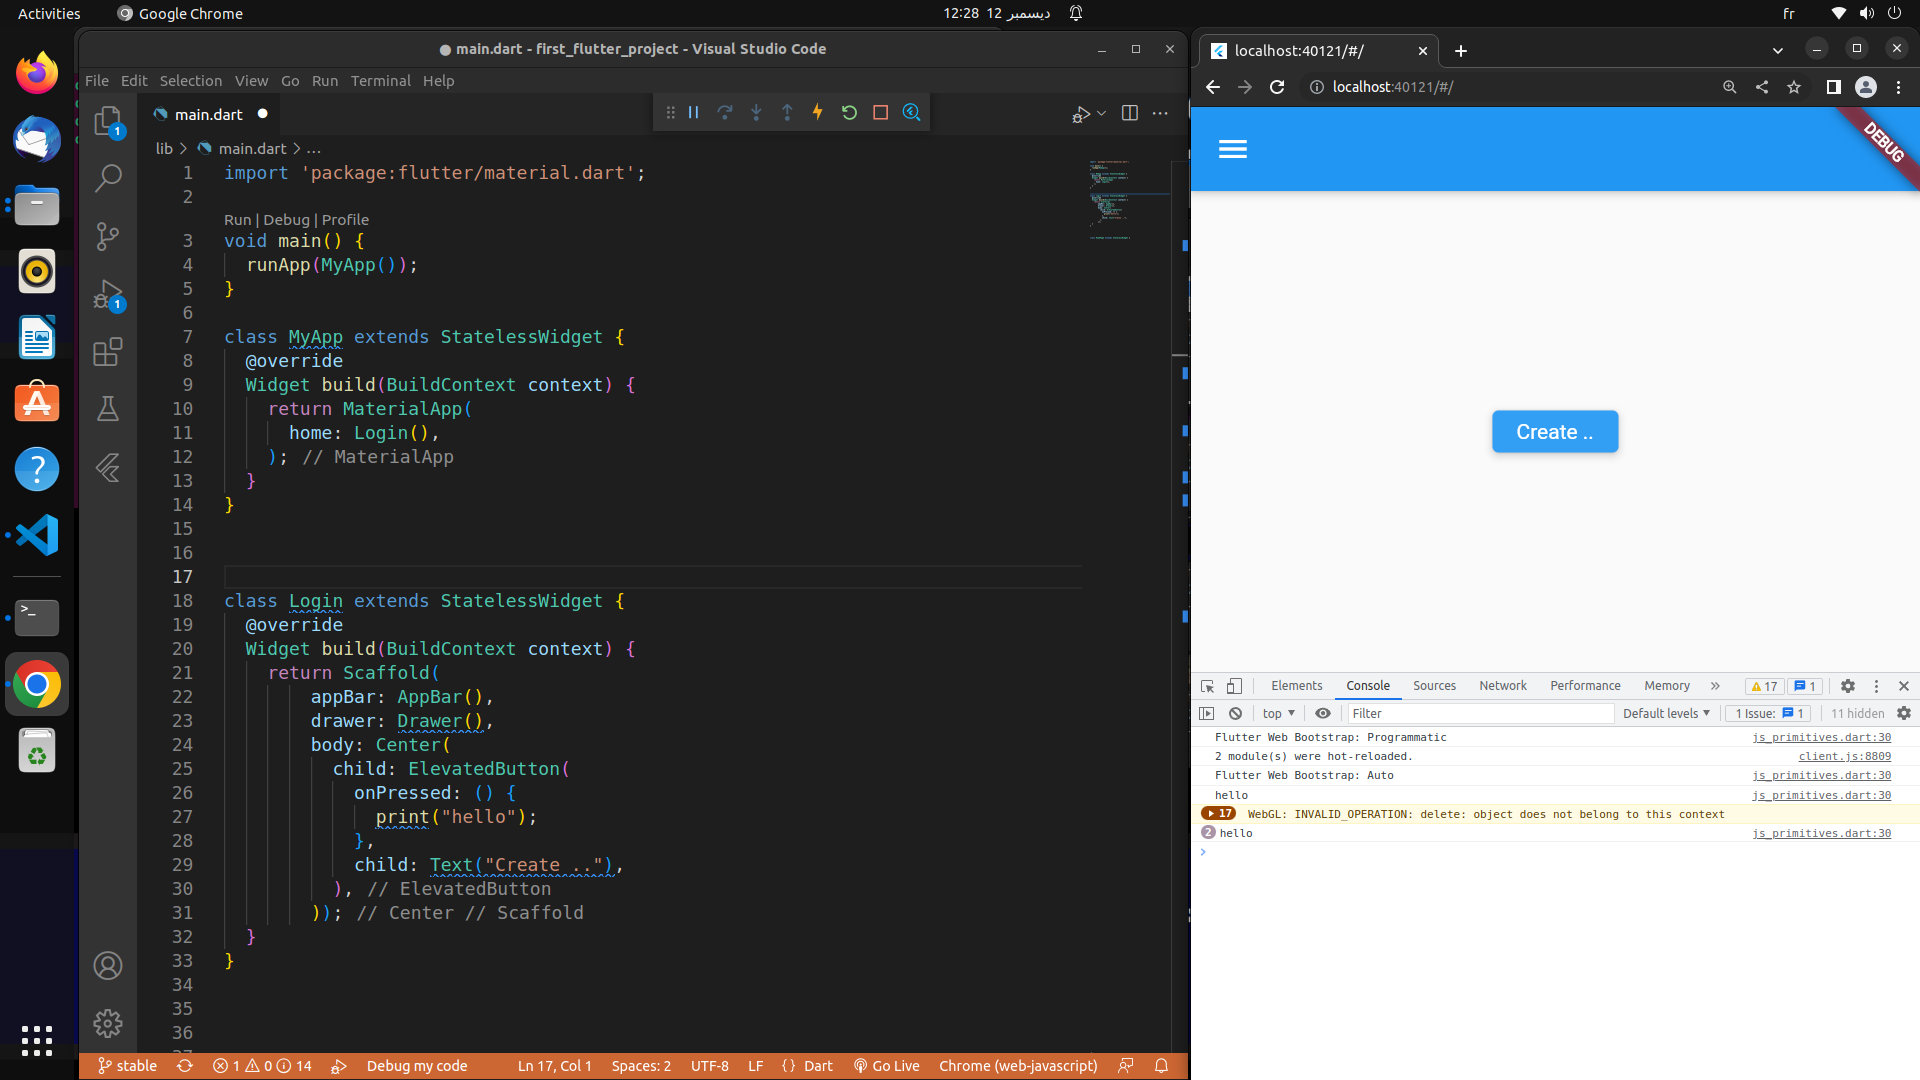 Activities
Google Chrome
12:28 12 ديسمبر
fr
● main.dart - first_flutter_project - Visual Studio Code
File Edit Selection View Go Run Terminal Help
1
main.dart ●
lib > main.dart > ...
1 import 'package:flutter/material.dart';
2
Run | Debug | Profile
3 void main() {
4 runApp(MyApp());
5 }
6
7 class MyApp extends StatelessWidget {
8 @override
9 Widget build(BuildContext context) {
10 return MaterialApp(
11 home: Login(),
12 ); // MaterialApp
13 }
14 }
15
16
17
18 class Login extends StatelessWidget {
19 @override
20 Widget build(BuildContext context) {
21 return Scaffold(
22 appBar: AppBar(),
23 drawer: Drawer(),
24 body: Center(
25 child: ElevatedButton(
26 onPressed: () {
27 print("hello");
28 },
29 child: Text("Create .."),
30 ), // ElevatedButton
31 )); // Center // Scaffold
32 }
33 }
34
35
36
1
stable
1 0 14
Debug my code
Ln 17, Col 1
Spaces: 2
UTF-8
LF
{} Dart
Go Live
Chrome (web-javascript)
localhost:40121/#/
localhost:40121/#/
DEBUG
Create ..
Elements Console Sources Network Performance Memory » 17 1
top Filter Default levels 1 Issue: 1 11 hidden
Flutter Web Bootstrap: Programmatic js_primitives.dart:30
2 module(s) were hot-reloaded. client.js:8809
Flutter Web Bootstrap: Auto js_primitives.dart:30
hello js_primitives.dart:30
17 WebGL: INVALID_OPERATION: delete: object does not belong to this context
2 hello js_primitives.dart:30